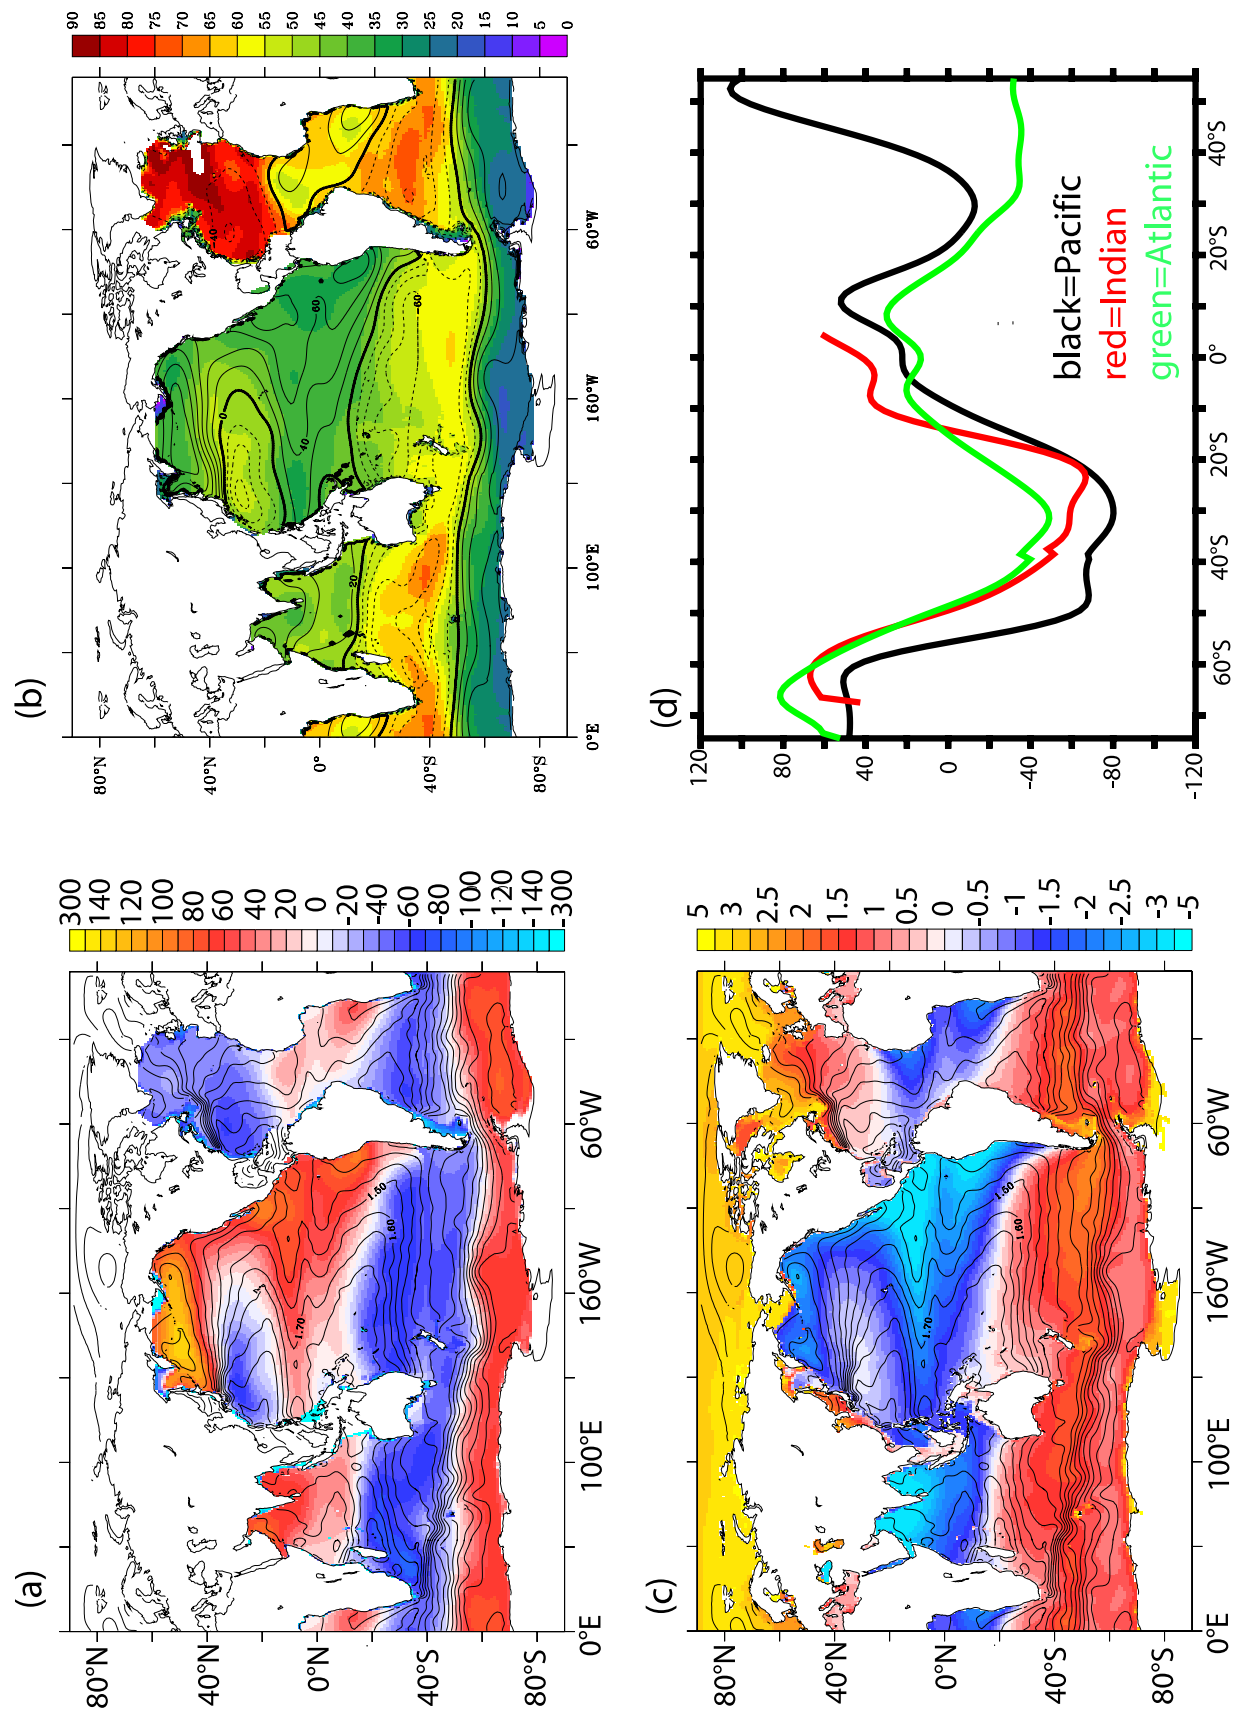 (a)
80°N
40°N
0°N
40°S
80°S
0°E
100°E
160°W
60°W
300
140
120
100
80
60
40
20
0
-20
-40
-60
-80
-100
-120
-140
-300
1.50
1.60
1.70
(b)
80°N
40°N
0°
40°S
80°S
0°E
100°E
160°W
60°W
90
85
80
75
70
65
60
55
50
45
40
35
30
25
20
15
10
5
0
0
40
60
-60
20
40
(c)
80°N
40°N
0°N
40°S
80°S
0°E
100°E
160°W
60°W
5
3
2.5
2
1.5
1
0.5
0
-0.5
-1
-1.5
-2
-2.5
-3
-5
1.50
1.60
1.70
(d)
120
80
40
0
-40
-80
-120
60°S
40°S
20°S
0°
20°S
40°S
black=Pacific
red=Indian
green=Atlantic